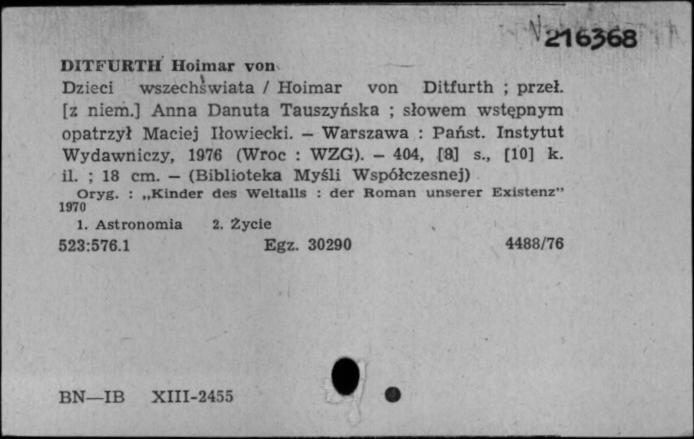 216368
DITFURTH Hoimar von
Dzieci wszechświata / Hoimar von Ditfurth ; przeł.
[z niem.] Anna Danuta Tauszyńska ; słowem wstępnym
opatrzył Maciej Iłowiecki. — Warszawa : Państ. Instytut
Wydawniczy, 1976 (Wroc : WZG). — 404, [8] s., [10] k.
il. ; 18 cm. — (Biblioteka Myśli Współczesnej)
Oryg. : „Kinder des Weltalls : der Roman unserer Existenz”
1970
1. Astronomia 2. Życie
523:576.1 Egz. 30290 4488/76
BN—IB XIII-2455